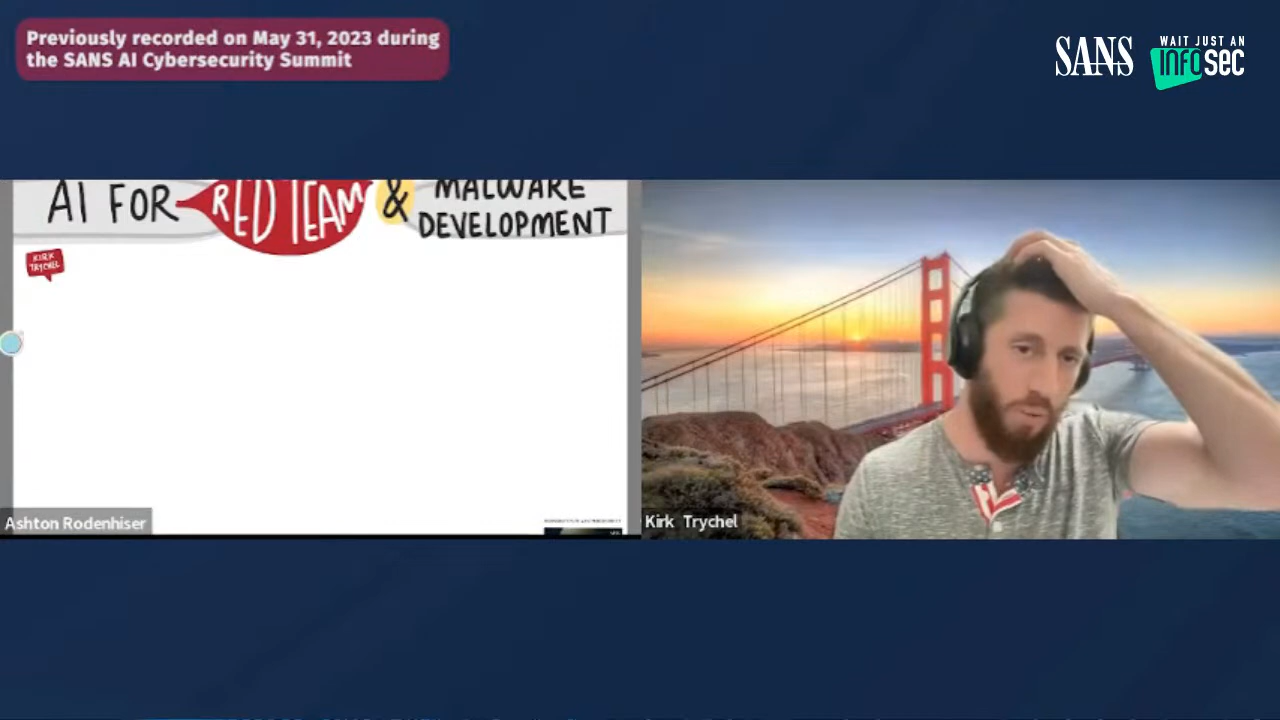 Previously recorded on May 31, 2023 during
the SANS AI Cybersecurity Summit
SANS
WAIT JUST AN
INFOSEC
AI FOR RED TEAM & MALWARE
DEVELOPMENT
KIRK
TRYCHEL
Ashton Rodenhiser
Kirk Trychel